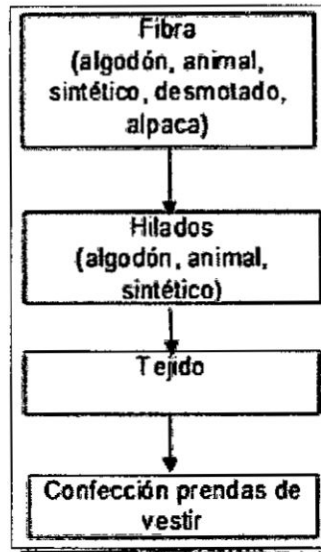 Fibra
(algodón, animal,
sintético, desmotado,
alpaca)
Hilados
(algodón, animal,
sintético)
Tejido
Confección prendas de
vestir